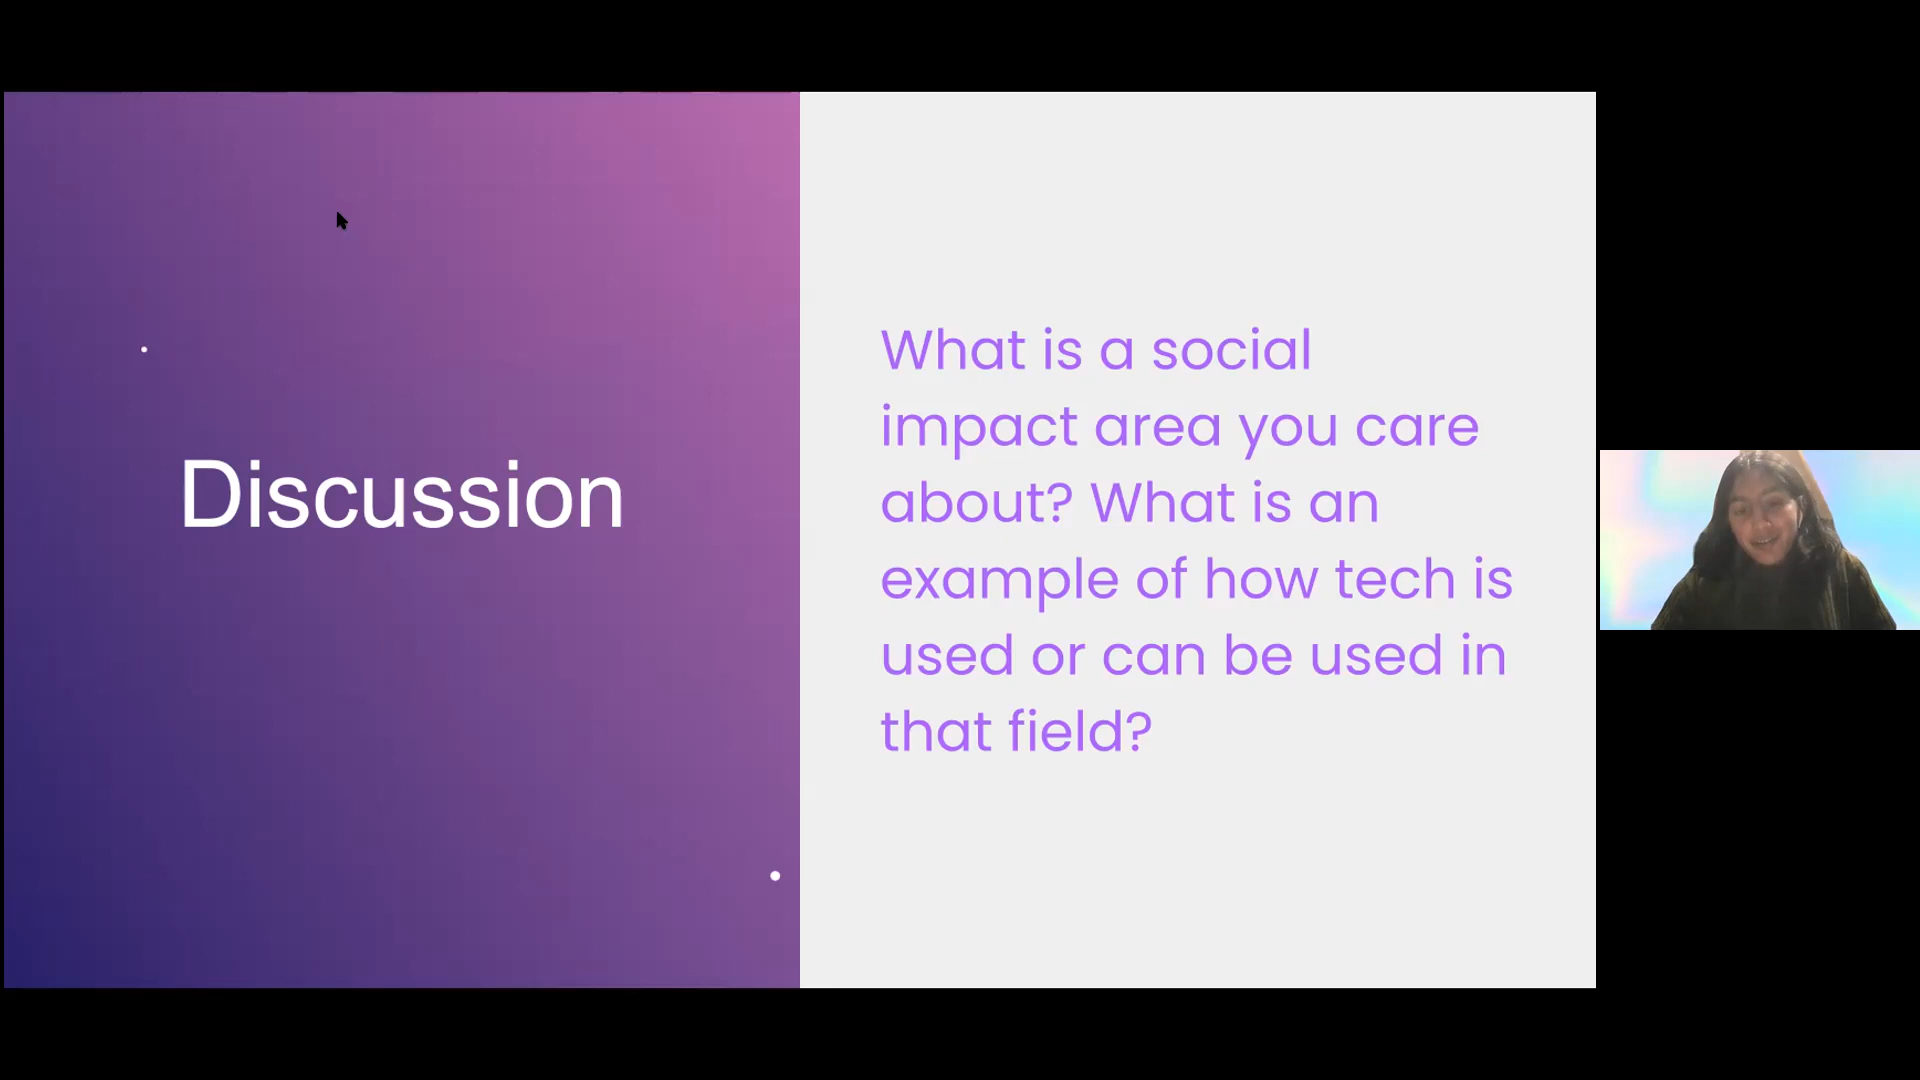 Discussion
What is a social
impact area you care
about? What is an
example of how tech is
used or can be used in
that field?